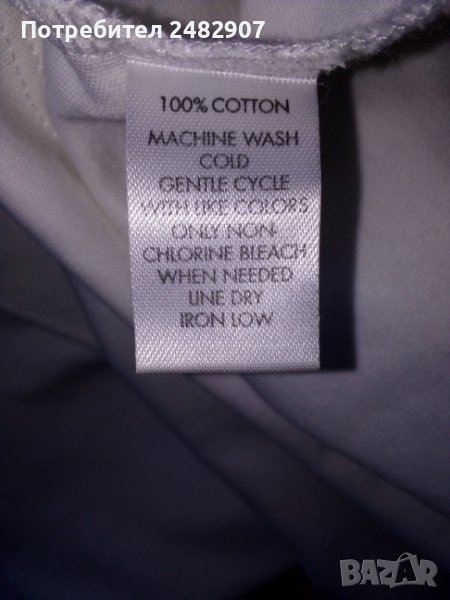 Потребител 2482907
100% COTTON
MACHINE WASH
COLD
GENTLE CYCLE
WITH LIKE COLORS
ONLY NON-
CHLORINE BLEACH
WHEN NEEDED
LINE DRY
IRON LOW
BAZAR